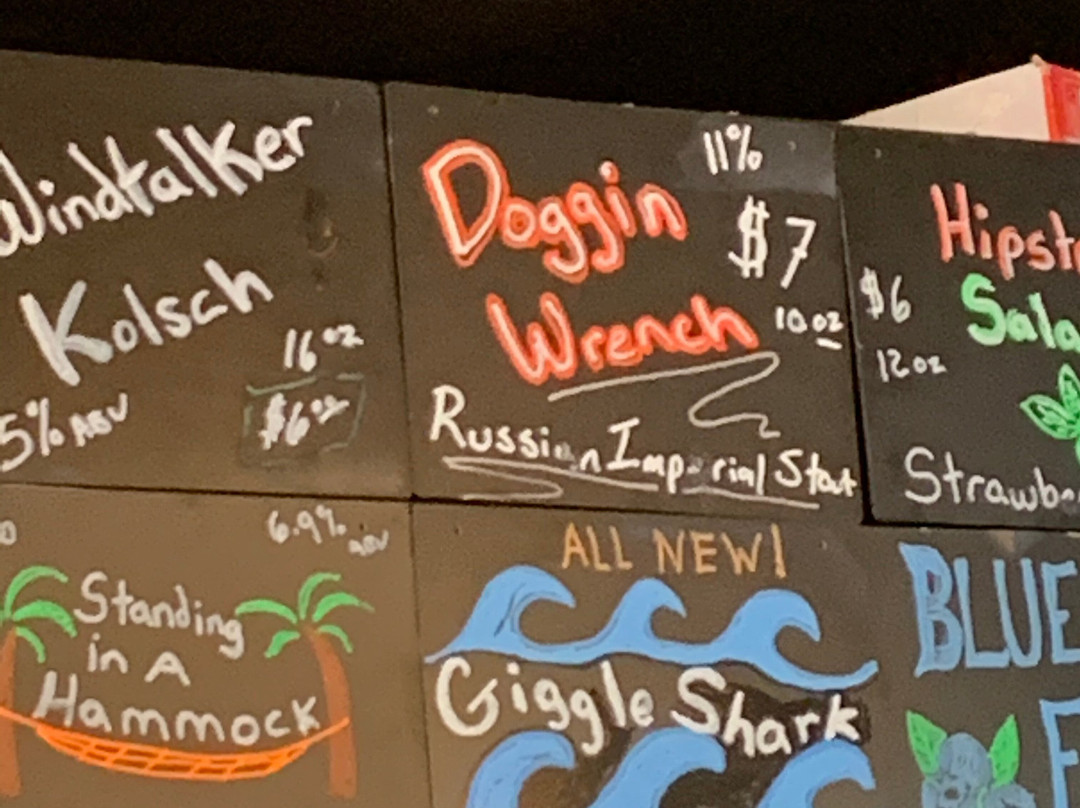 Windtalker
Kolsch
16oz
5% ABV
$6.00
11%
Doggin
$7
Wrench
10oz
Russian Imperial Stout
Hipst
$6
Sala
12oz
Strawbe
6.9%
ABV
Standing
in A
Hammock
ALL NEW!
Giggle Shark
BLUE